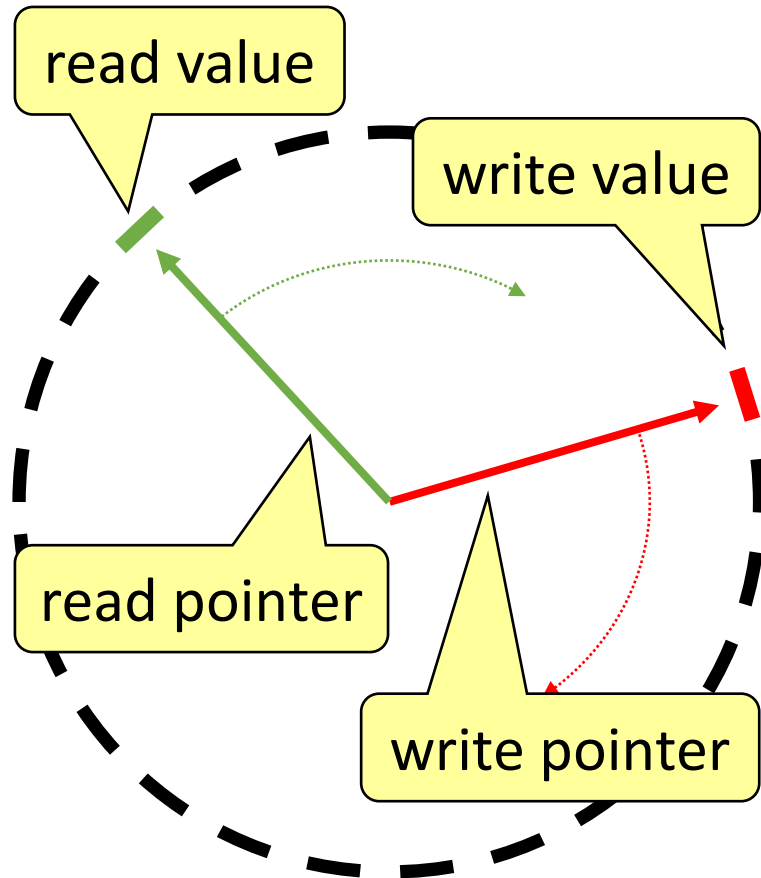 read value
write value
read pointer
write pointer